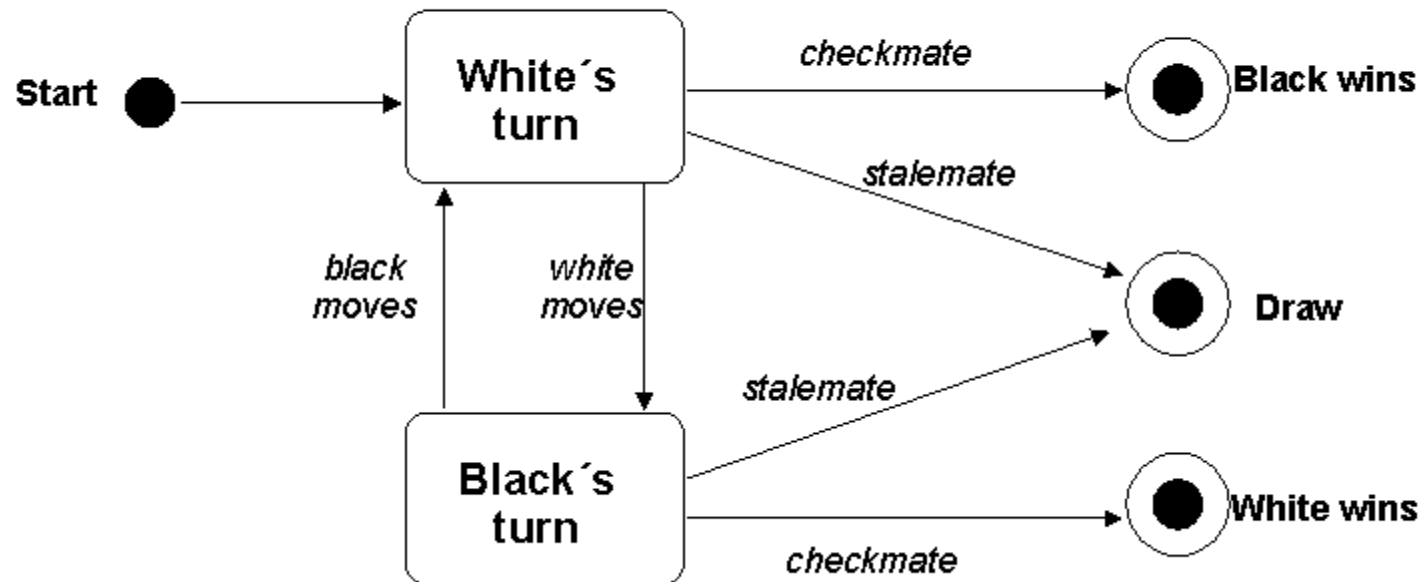 Start
White´s
turn
checkmate
Black wins
stalemate
black
moves
white
moves
Draw
stalemate
Black´s
turn
White wins
checkmate